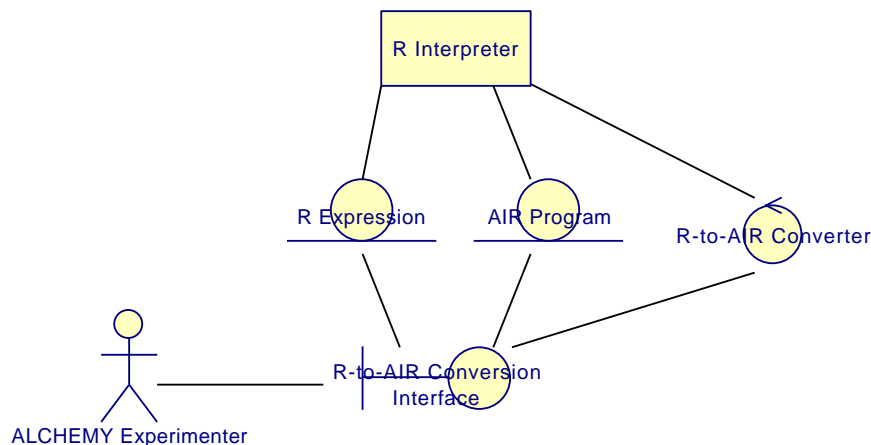 R Interpreter
R Expression
AIR Program
R-to-AIR Converter
R-to-AIR Conversion
Interface
ALCHEMY Experimenter